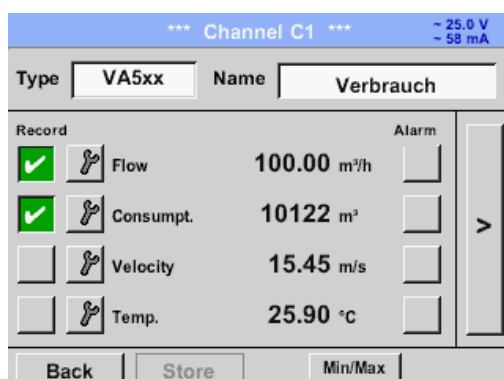 *** Channel C1 ***
~ 25.0 V
~ 58 mA
Type VA5xx Name Verbrauch
Record Alarm
Flow 100.00 m³/h
Consumpt. 10122 m³
Velocity 15.45 m/s
Temp. 25.90 °C
>
Back Store Min/Max